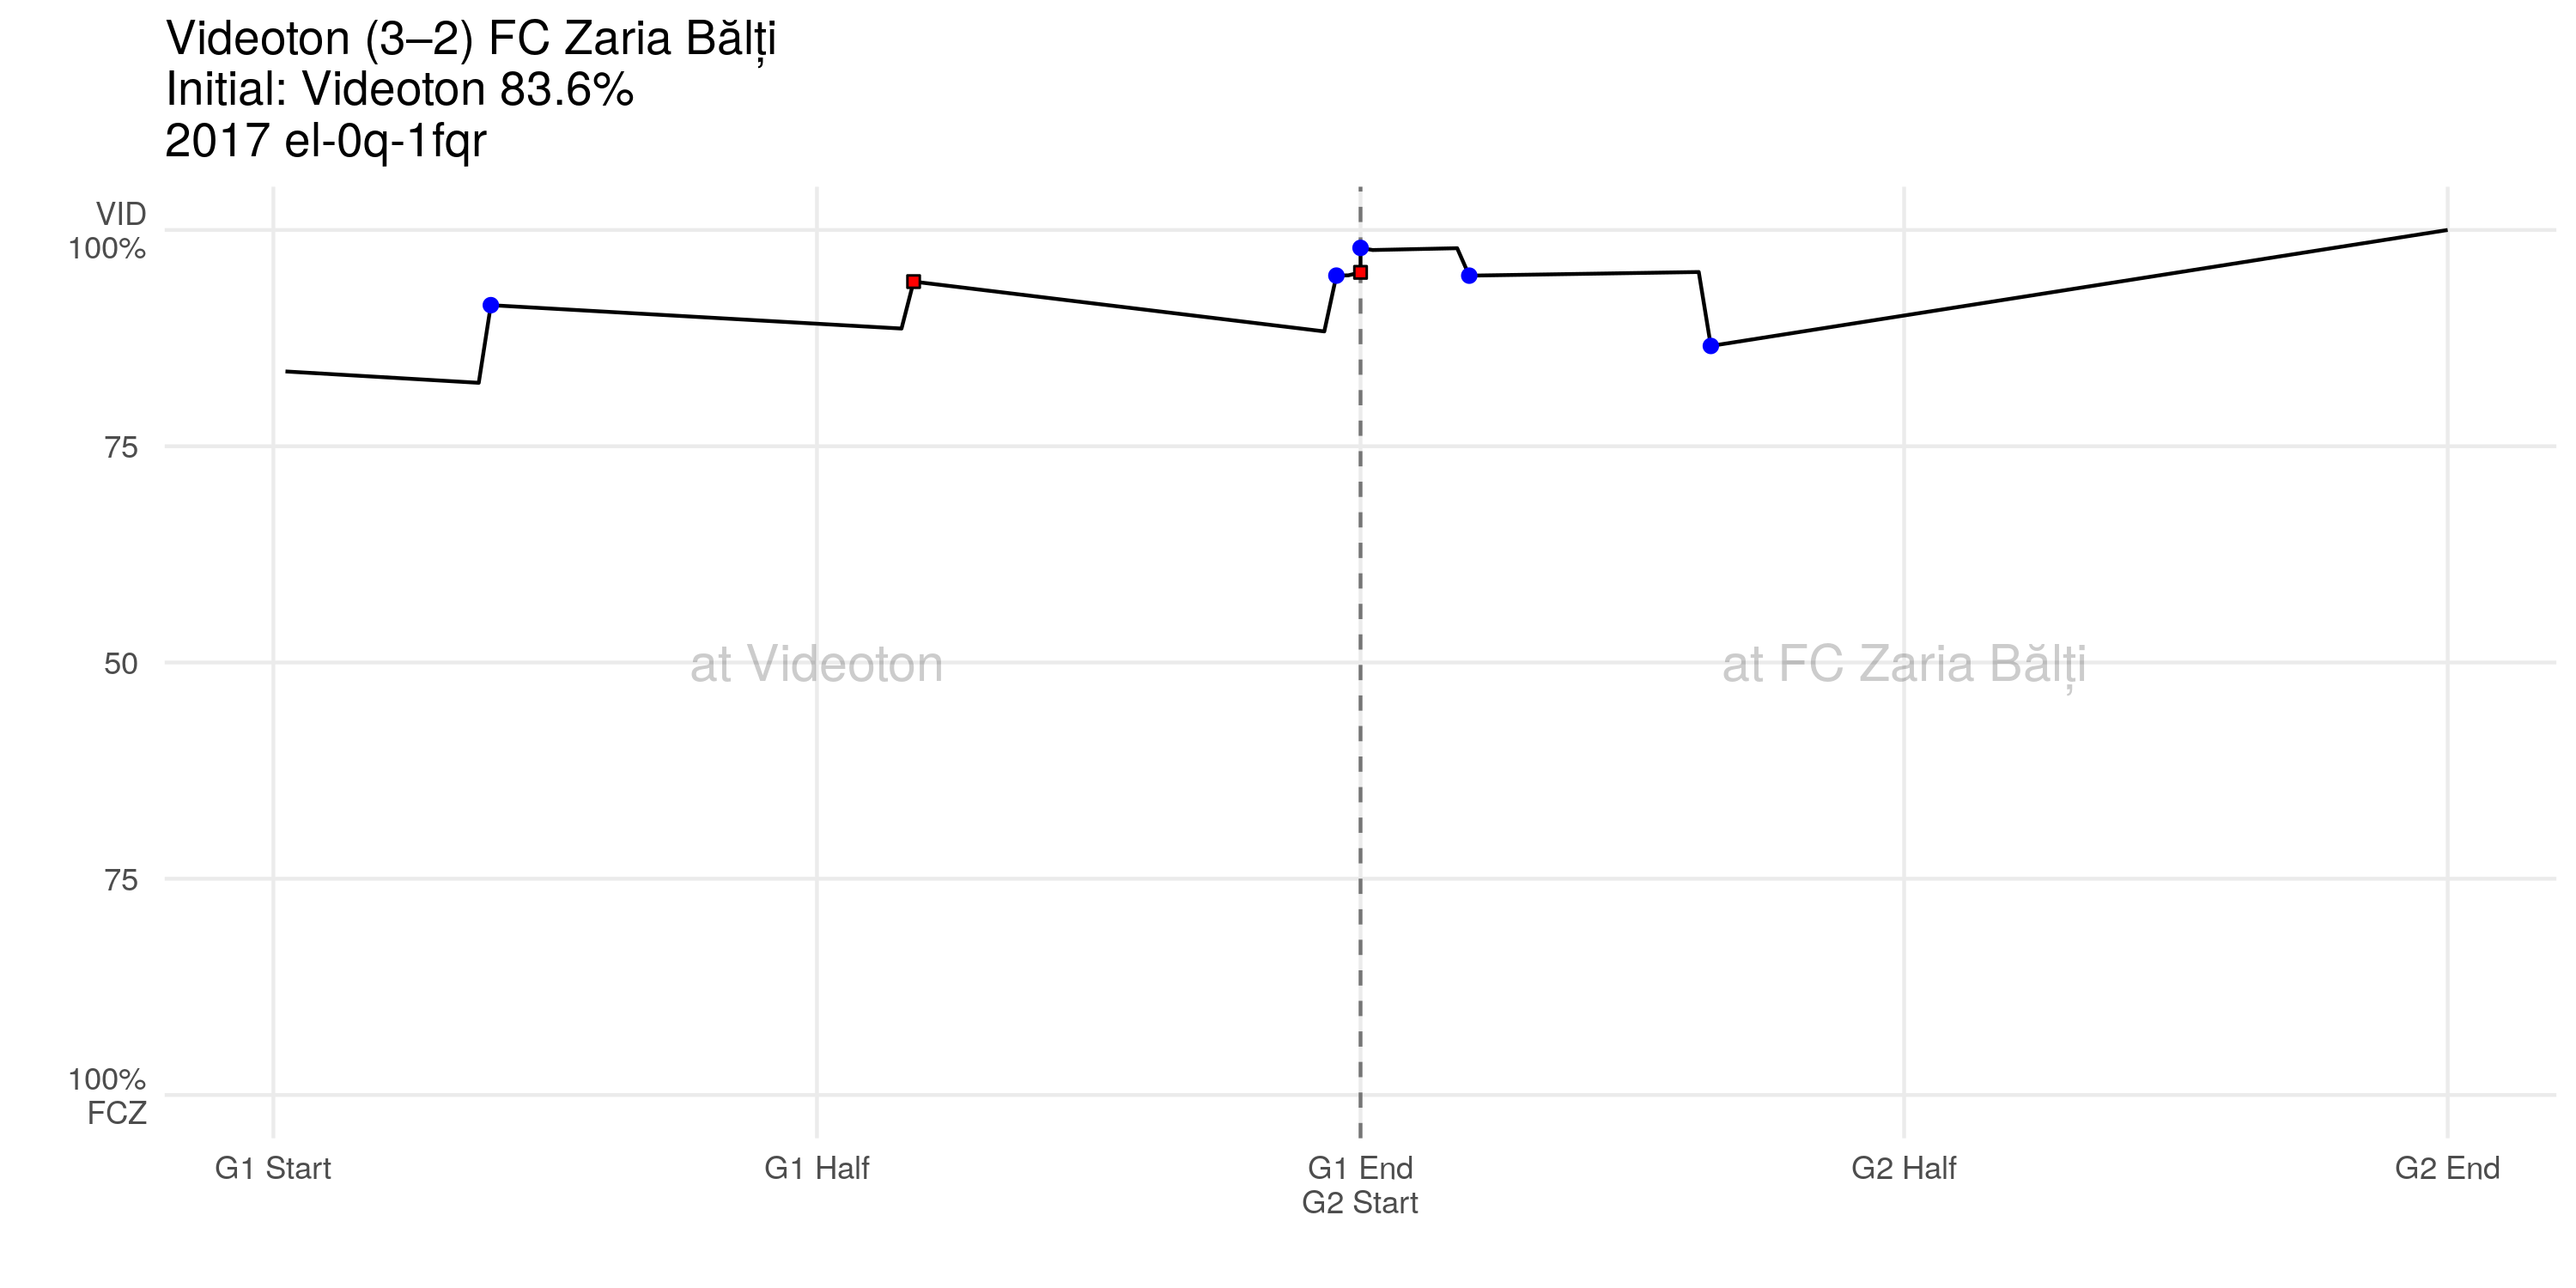 Videoton (3–2) FC Zaria Bălți
Initial: Videoton 83.6%
2017 el-0q-1fqr
VID
100%
75
50
75
100%
FCZ
at Videoton
at FC Zaria Bălți
G1 Start
G1 Half
G1 End
G2 Start
G2 Half
G2 End